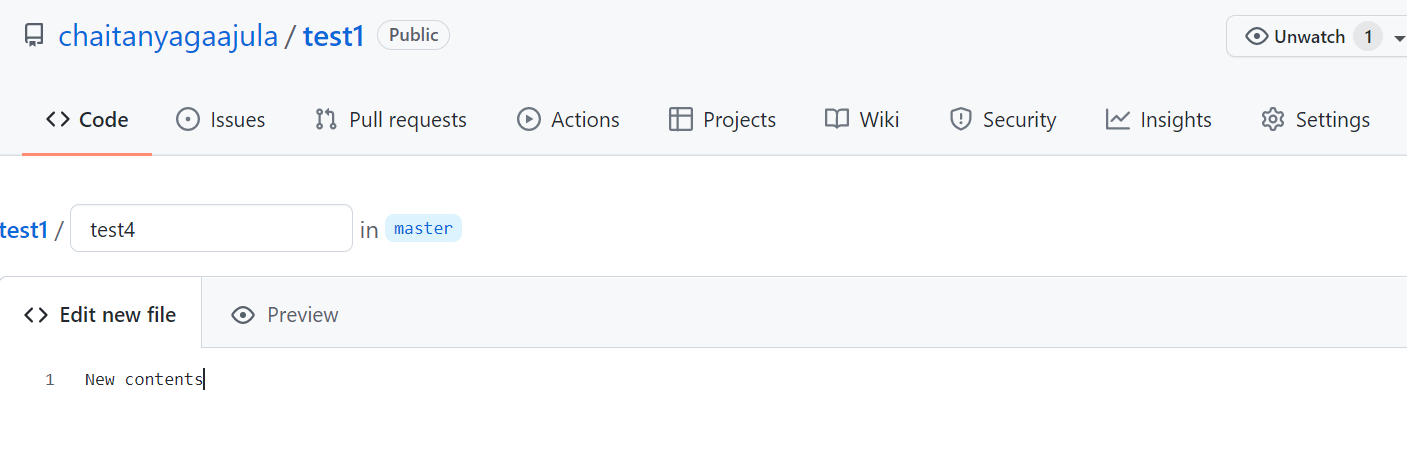 chaitanyagaajula / test1 Public Unwatch 1
Code Issues Pull requests Actions Projects Wiki Security Insights Settings
test1 / test4 in master
Edit new file Preview
1 New contents